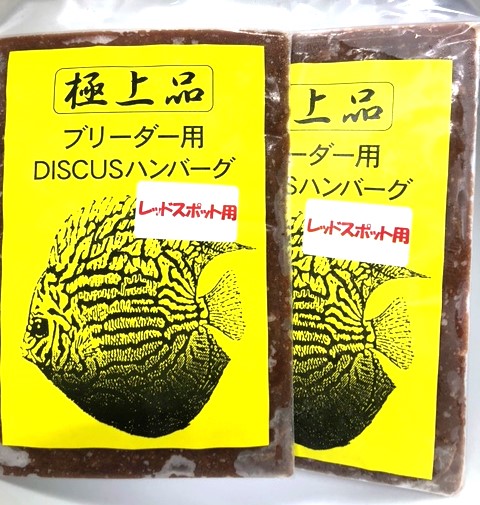 極上品
ブリーダー用
DISCUSハンバーグ
レッドスポット用
上品
ーダー用
Sハンバーグ
レッドスポット用